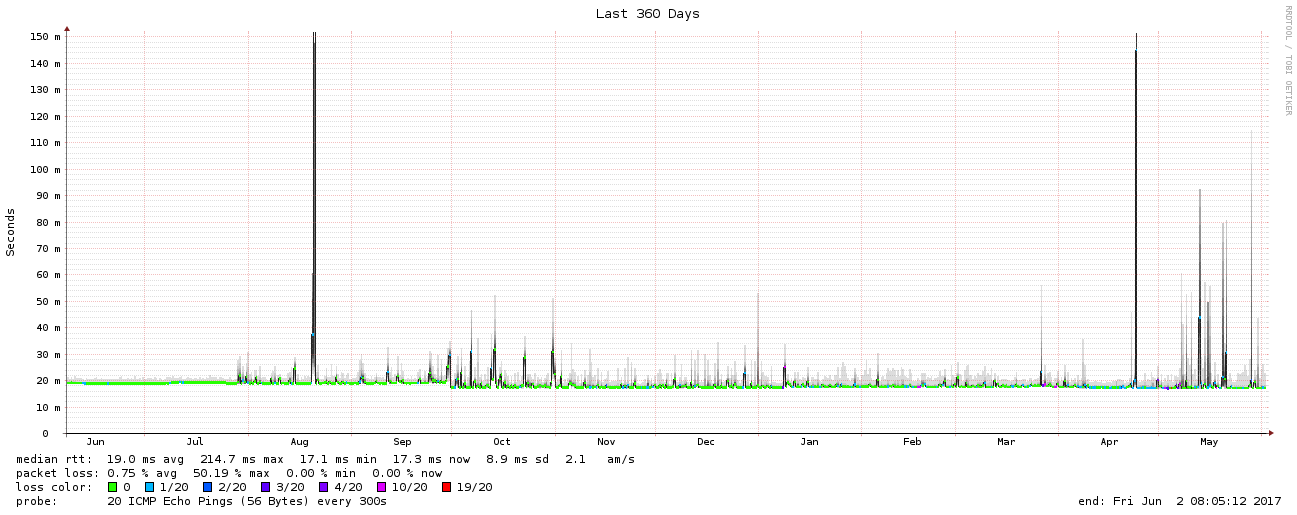 Last 360 Days
RRDTOOL / TOBI OETIKER
Seconds
150 m
140 m
130 m
120 m
110 m
100 m
90 m
80 m
70 m
60 m
50 m
40 m
30 m
20 m
10 m
0
Jun Jul Aug Sep Oct Nov Dec Jan Feb Mar Apr May
median rtt: 19.0 ms avg 214.7 ms max 17.1 ms min 17.3 ms now 8.9 ms sd 2.1 am/s
packet loss: 0.75 % avg 50.19 % max 0.00 % min 0.00 % now
loss color: 0 1/20 2/20 3/20 4/20 10/20 19/20
probe: 20 ICMP Echo Pings (56 Bytes) every 300s end: Fri Jun 2 08:05:12 2017